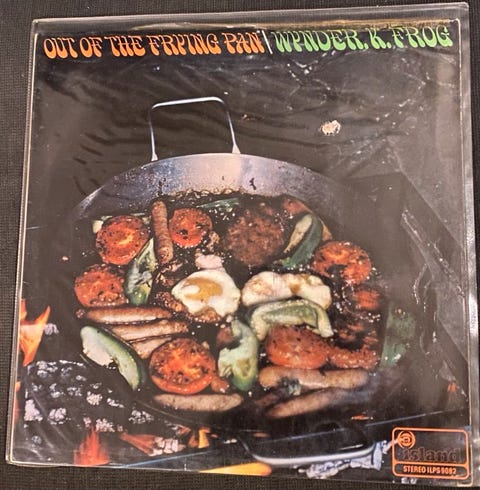 OUT OF THE FRYING PAN | WYNDER. K. FROG
island
STEREO ILPS 9082